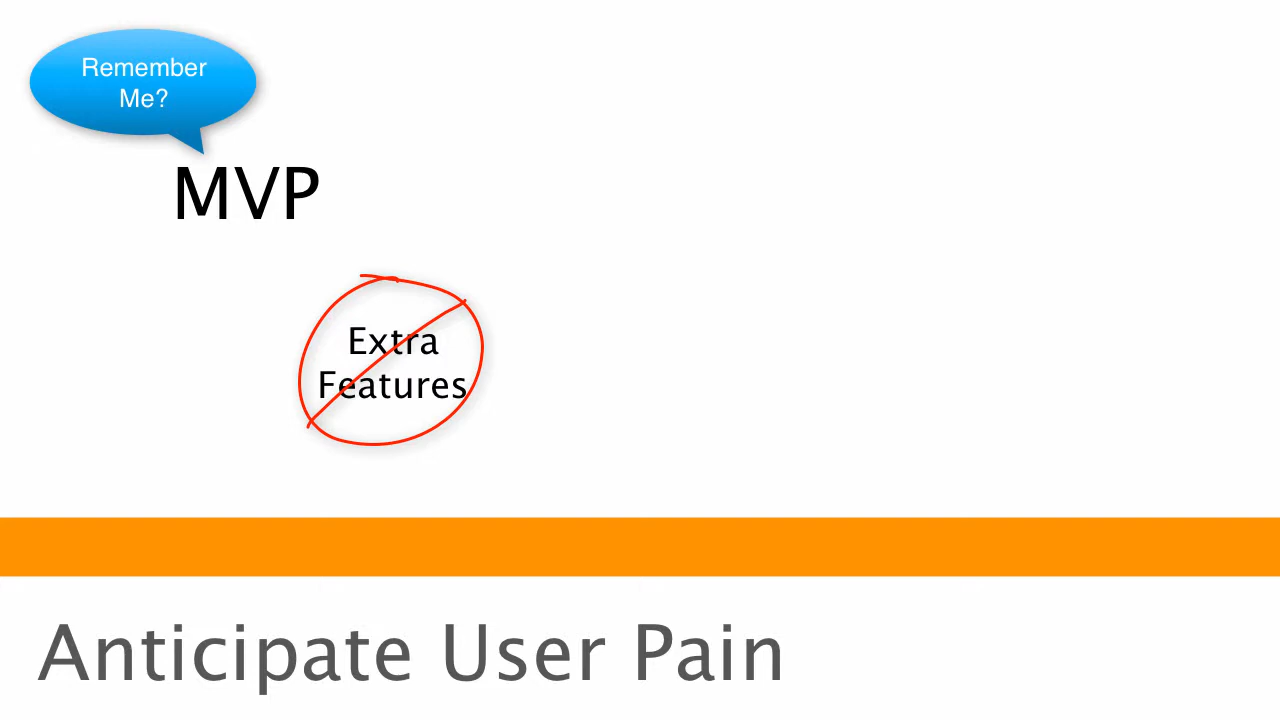 Remember
Me?
MVP
Extra
Features
Anticipate User Pain